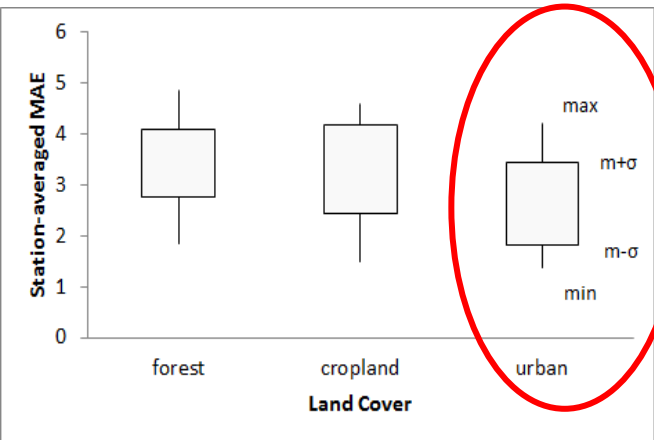 6
5
4
3
2
1
0
Station-averaged MAE
max
m+σ
m-σ
min
forest cropland urban
Land Cover